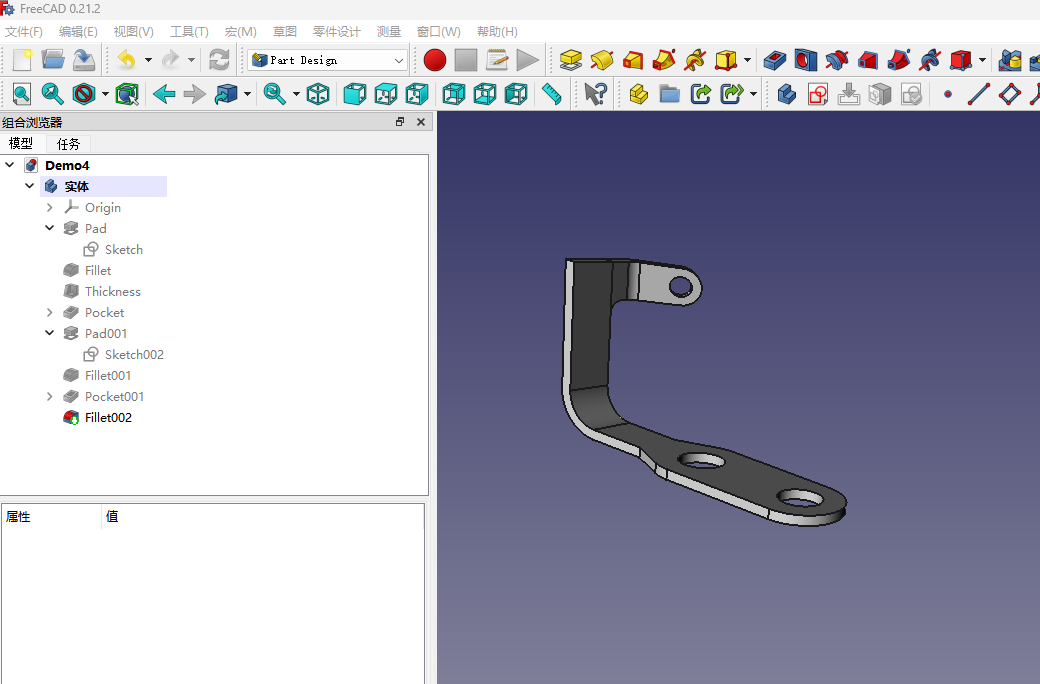 FreeCAD 0.21.2
文件(F) 编辑(E) 视图(V) 工具(T) 宏(M) 草图 零件设计 测量 窗口(W) 帮助(H)
Part Design
组合浏览器
模型 任务
Demo4
实体
Origin
Pad
Sketch
Fillet
Thickness
Pocket
Pad001
Sketch002
Fillet001
Pocket001
Fillet002
属性 值